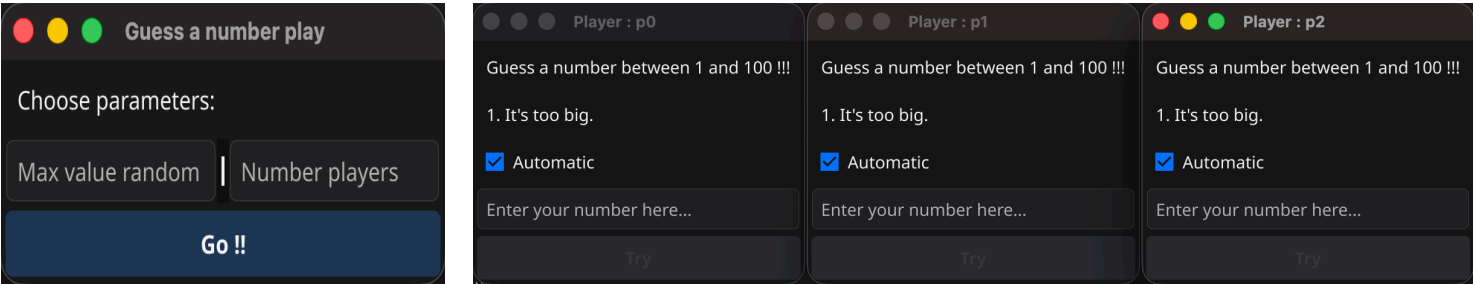 Guess a number play
Choose parameters:
Max value random | Number players
Go !!
Player : p0
Guess a number between 1 and 100 !!!
1. It's too big.
Automatic
Enter your number here...
Try
Player : p1
Guess a number between 1 and 100 !!!
1. It's too big.
Automatic
Enter your number here...
Try
Player : p2
Guess a number between 1 and 100 !!!
1. It's too big.
Automatic
Enter your number here...
Try